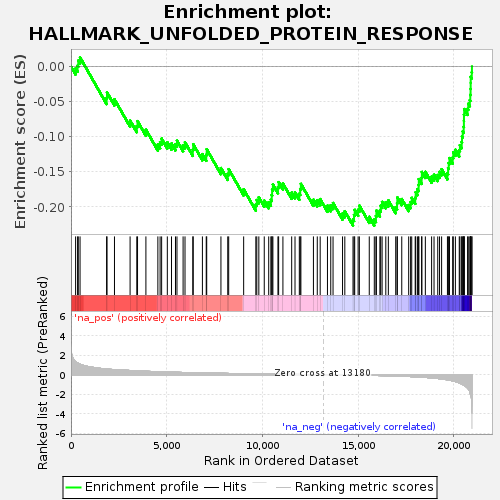 Enrichment plot:
HALLMARK_UNFOLDED_PROTEIN_RESPONSE
Enrichment score (ES)
0.00
-0.05
-0.10
-0.15
-0.20
'na_pos' (positively correlated)
Ranked list metric (PreRanked)
6
4
2
0
-2
-4
-6
Zero cross at 13180
'na_neg' (negatively correlated)
0
5,000
10,000
15,000
20,000
Rank in Ordered Dataset
Enrichment profile
Hits
Ranking metric scores